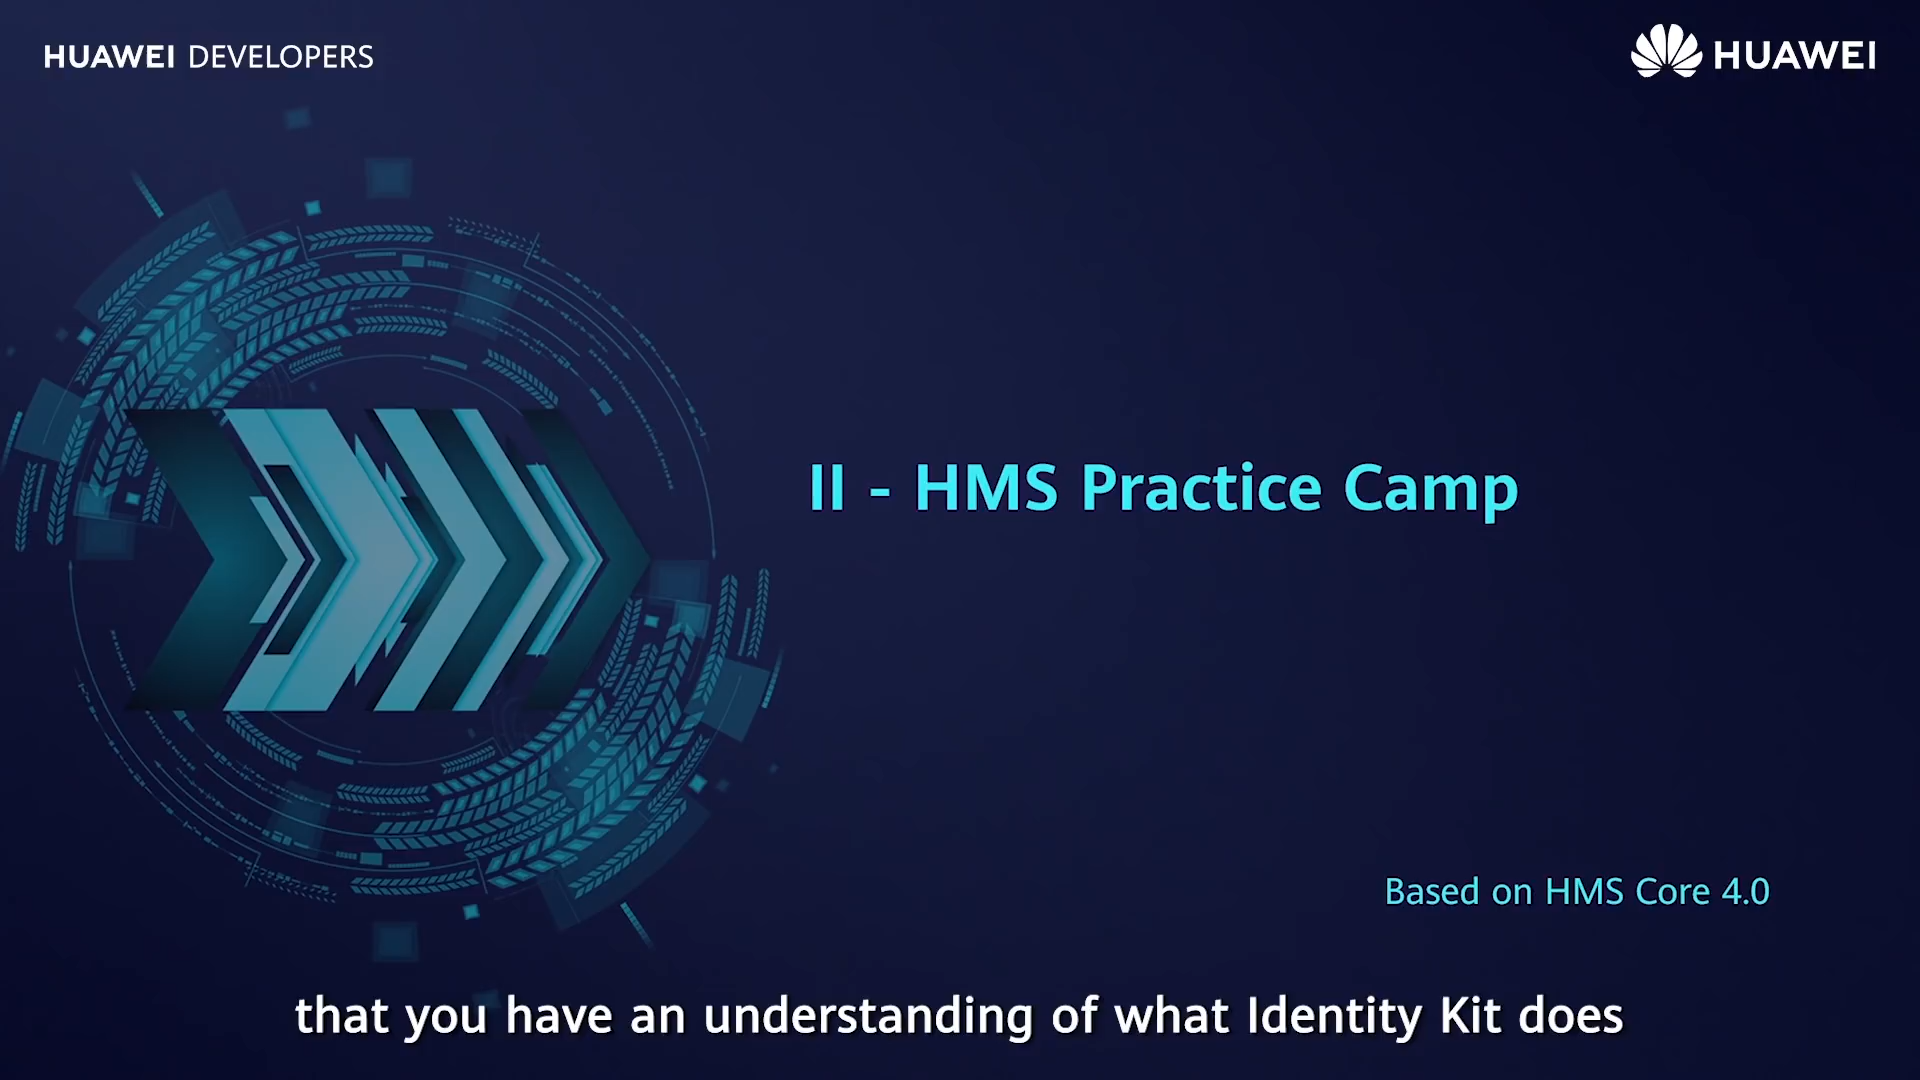 HUAWEI DEVELOPERS
HUAWEI
II - HMS Practice Camp
Based on HMS Core 4.0
that you have an understanding of what Identity Kit does